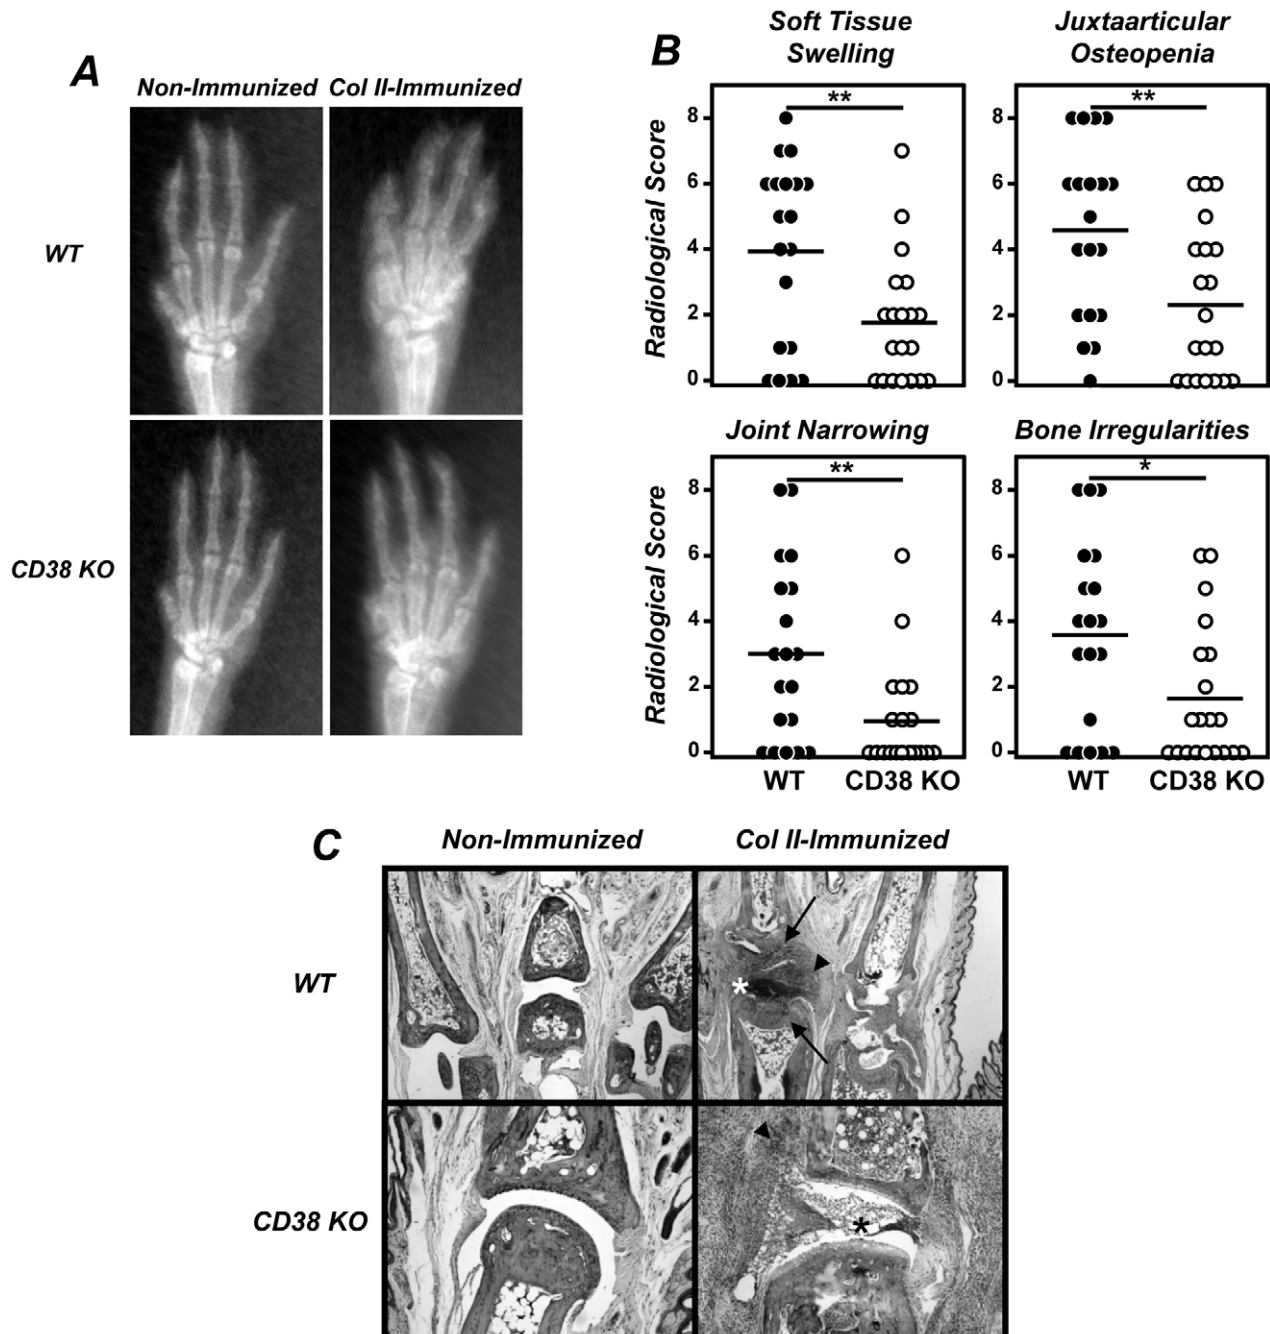 A
Non-Immunized Col II-Immunized
WT
CD38 KO
B
Soft Tissue
Swelling
Juxtaarticular
Osteopenia
Radiological Score
8
6
4
2
0
**
8
6
4
2
0
**
Joint Narrowing
Bone Irregularities
Radiological Score
8
6
4
2
0
**
WT CD38 KO
8
6
4
2
0
*
WT CD38 KO
C
Non-Immunized Col II-Immunized
WT
*
CD38 KO
*